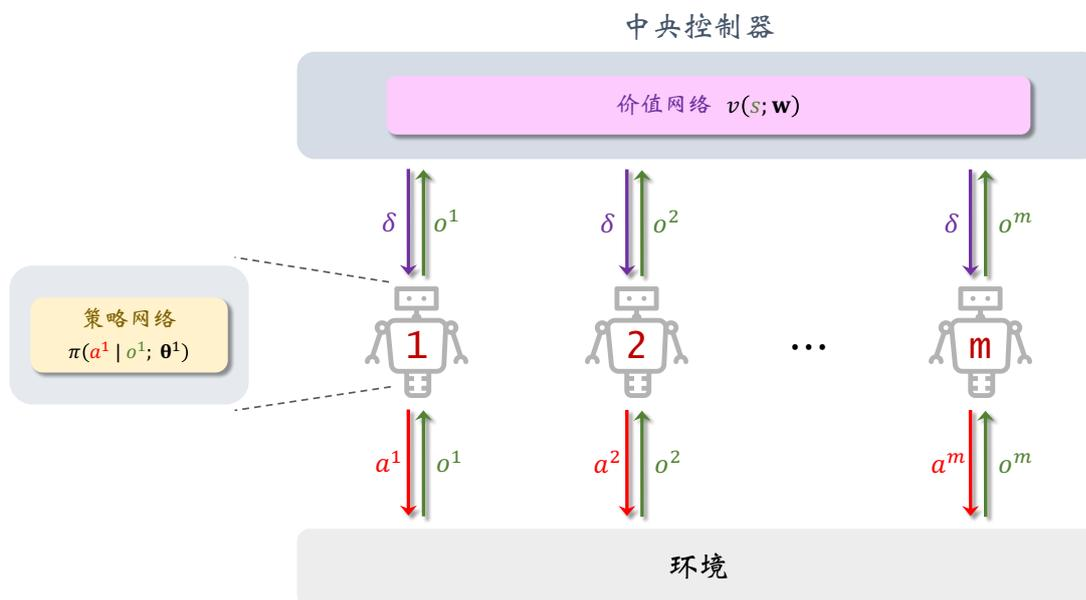 中央控制器
价值网络 v(s; w)
δ o¹ δ o² δ oᵐ
策略网络
π(a¹ | o¹; θ¹)
1 2 … m
a¹ o¹ a² o² aᵐ oᵐ
环境